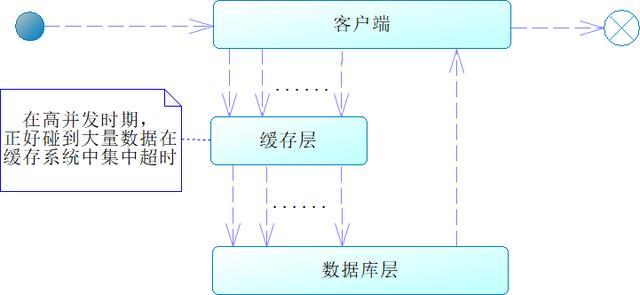 客户端
······
在高并发时期，
正好碰到大量数据在
缓存系统中集中超时
缓存层
······
数据库层